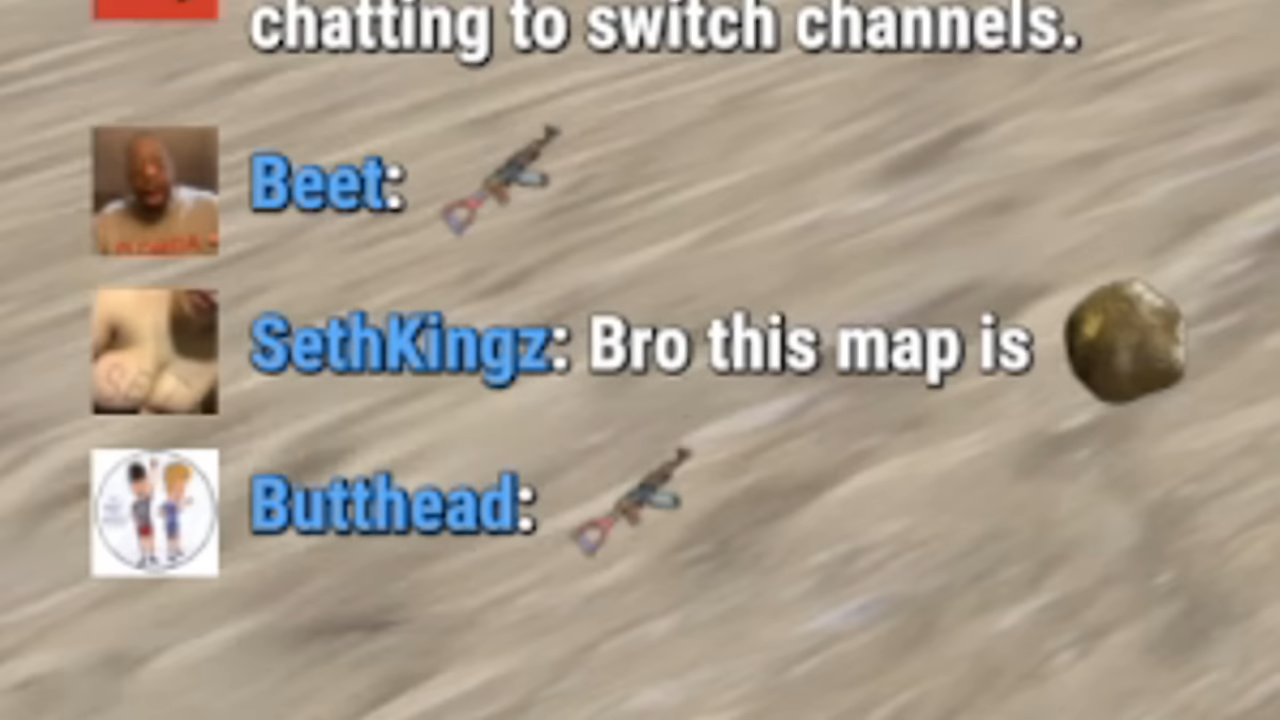 chatting to switch channels.
Beet:
SethKingz: Bro this map is
Butthead: